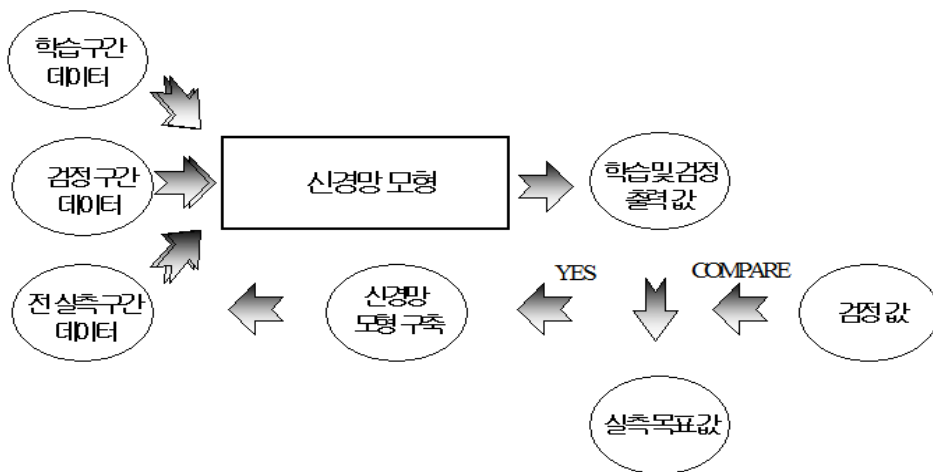 학습구간
데이터
검정 구간
데이터
신경망 모형
학습 및 검정
출력 값
전 실측구간
데이터
신경망
모형 구축
YES
COMPARE
검정 값
실측 목표 값